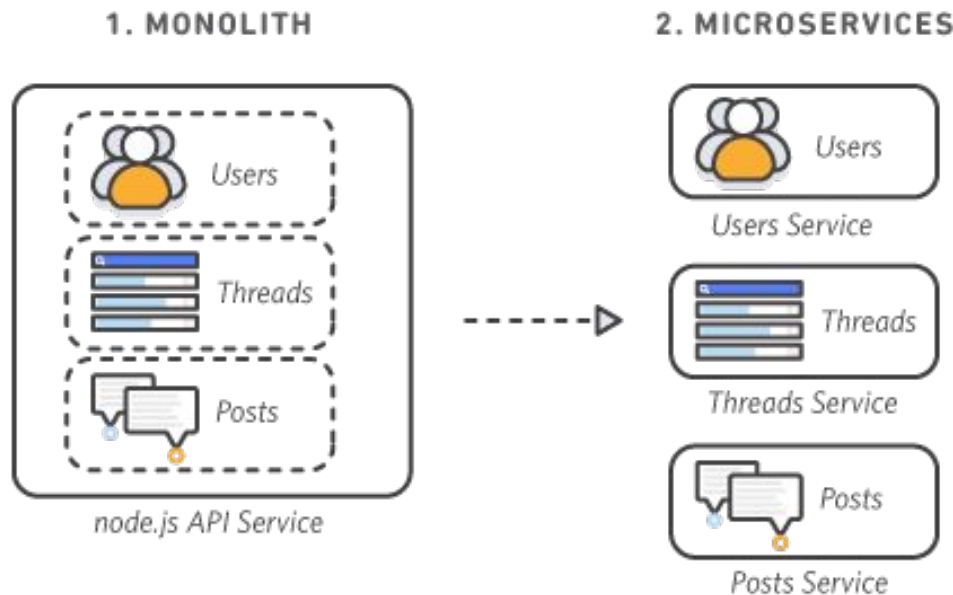 1. MONOLITH
Users
Threads
Posts
node.js API Service
2. MICROSERVICES
Users
Users Service
Threads
Threads Service
Posts
Posts Service